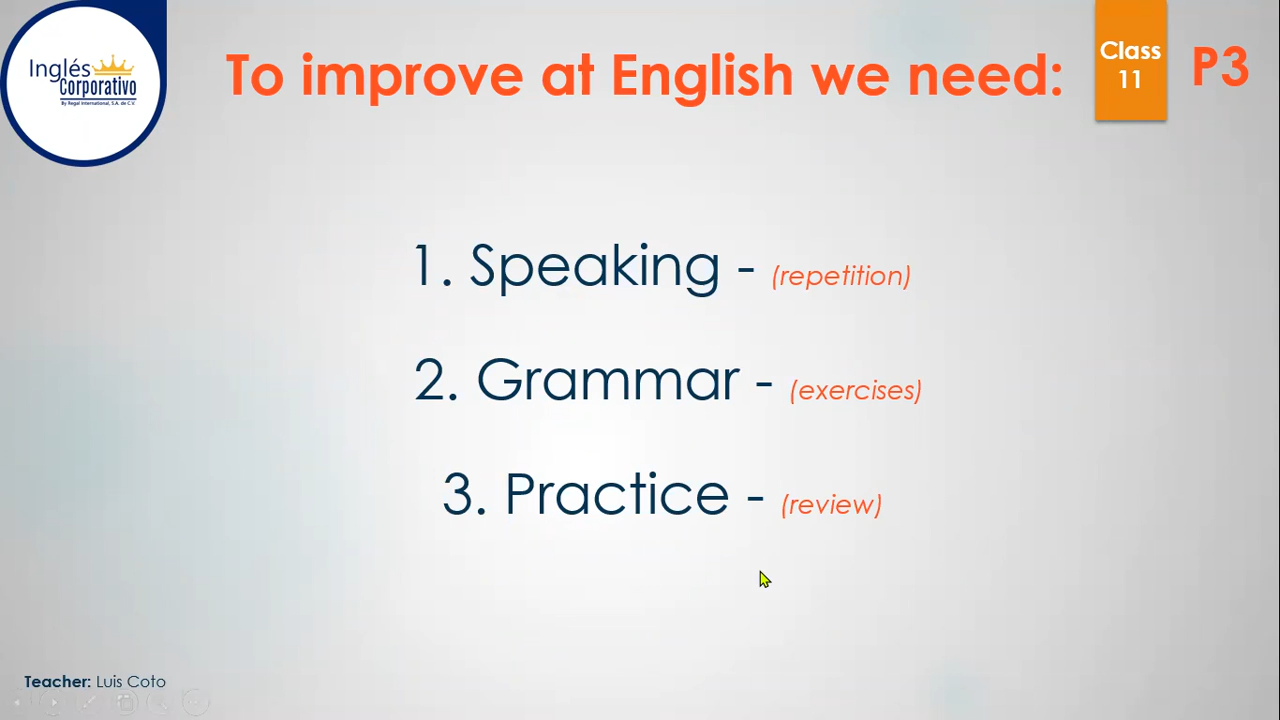 Inglés
Corporativo
By Regal International, S.A. de C.V.
To improve at English we need:
Class
11
P3
1. Speaking - (repetition)
2. Grammar - (exercises)
3. Practice - (review)
Teacher: Luis Coto